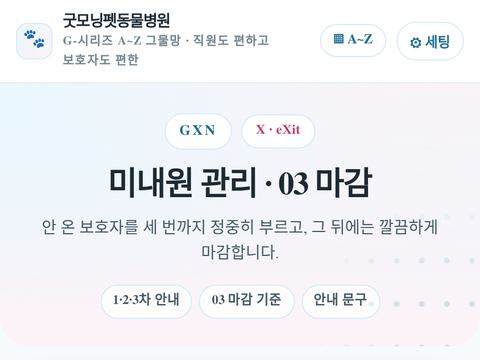 굿모닝펫동물병원
G-시리즈 A~Z 그물망 · 직원도 편하고
보호자도 편한
A~Z
세팅
GXN
X · eXit
미내원 관리 · 03 마감
안 온 보호자를 세 번까지 정중히 부르고, 그 뒤에는 깔끔하게
마감합니다.
1·2·3차 안내
03 마감 기준
안내 문구